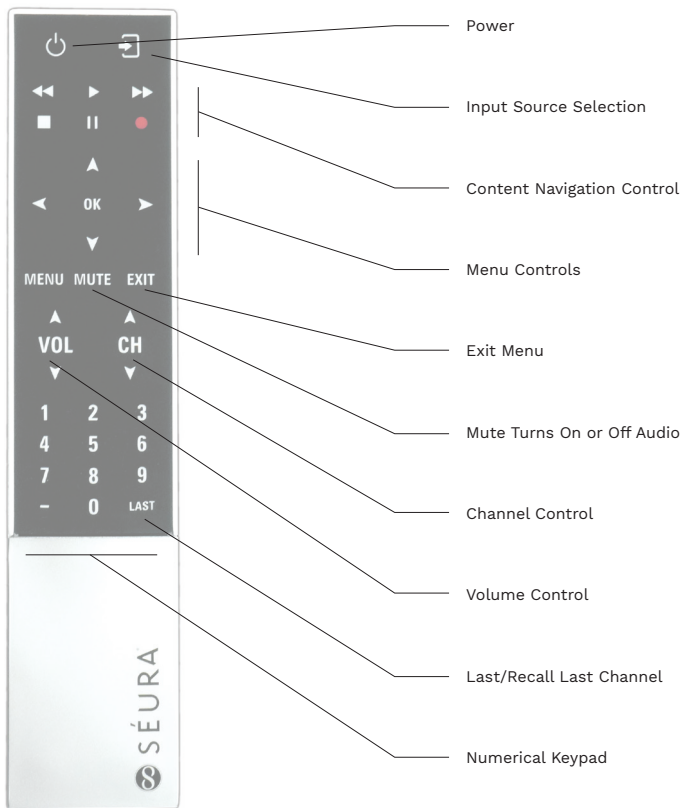 Power
Input Source Selection
Content Navigation Control
OK
Menu Controls
MENU MUTE EXIT
VOL CH
Exit Menu
1 2 3
4 5 6
7 8 9
- 0 LAST
Mute Turns On or Off Audio
Channel Control
Volume Control
Last/Recall Last Channel
Numerical Keypad
SÉURA